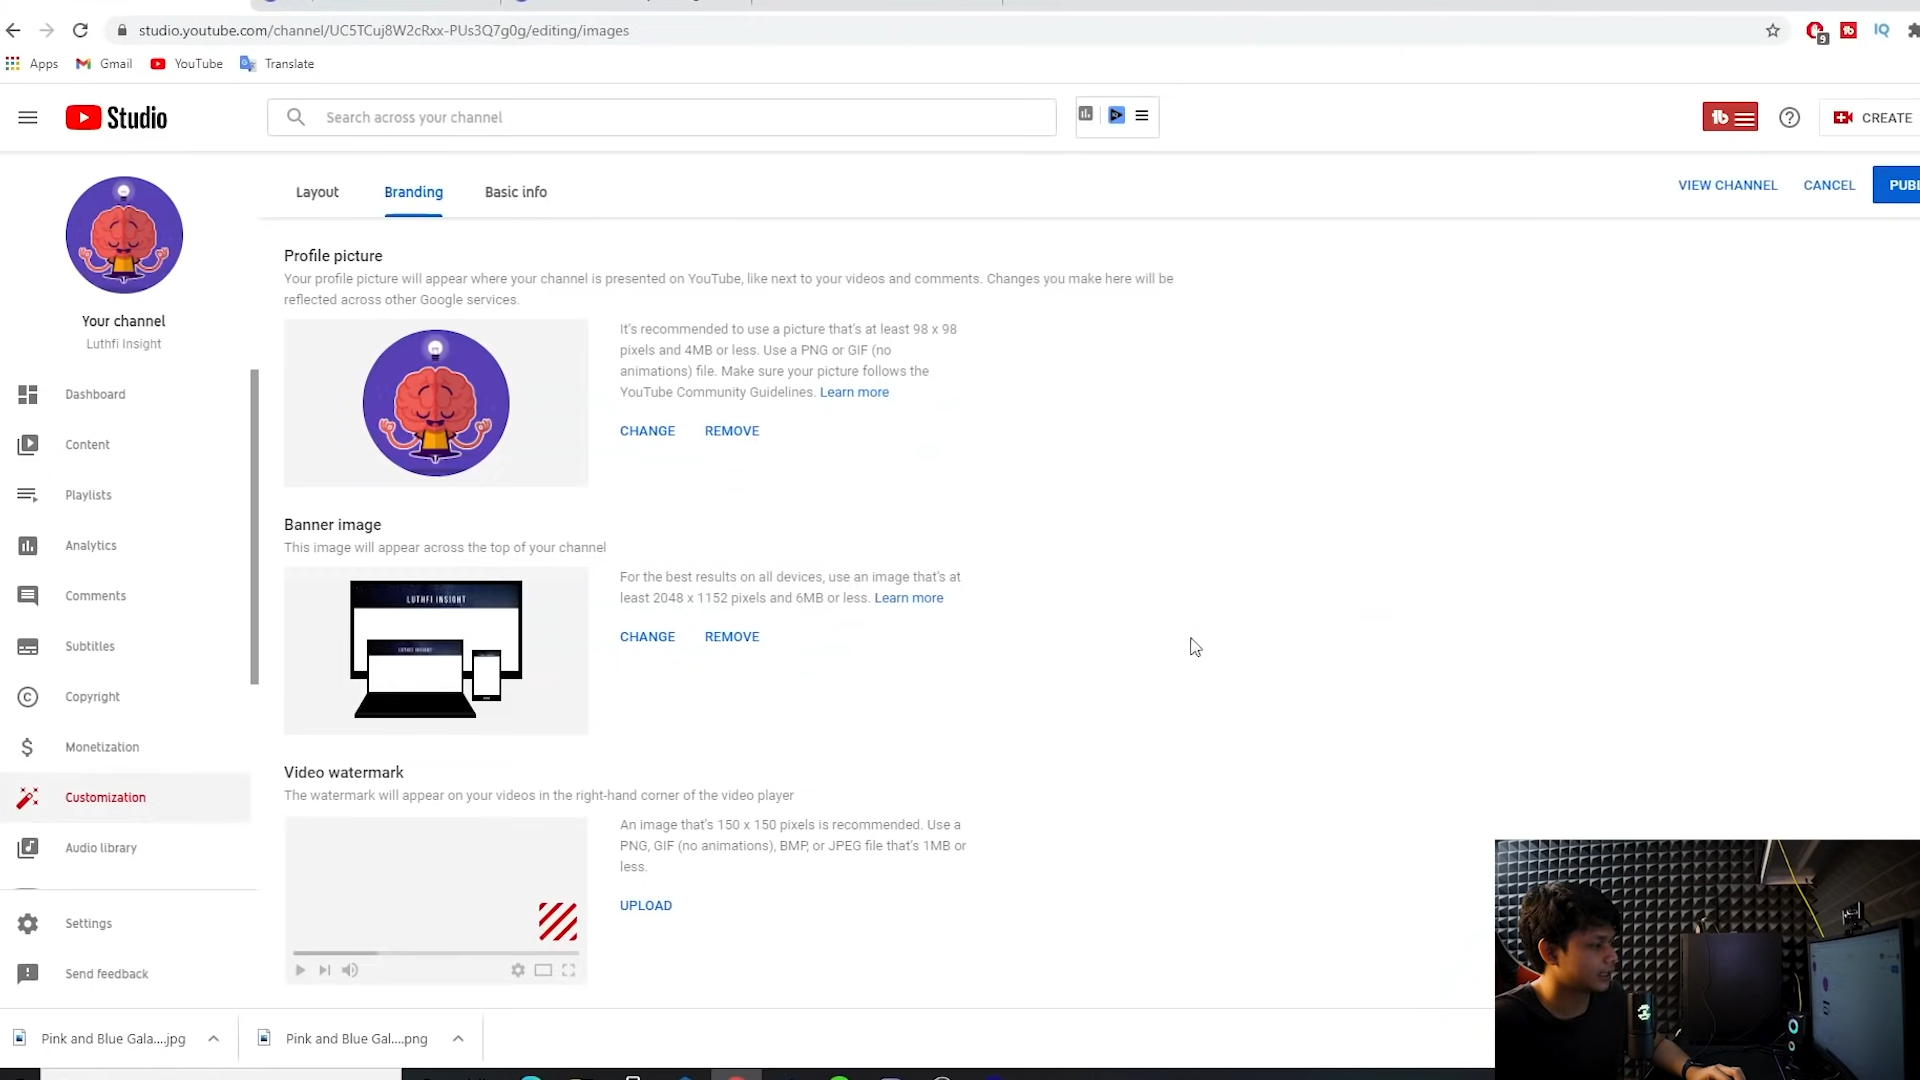 studio.youtube.com/channel/UC5TCuj8W2cRxx-PUs3Q7g0g/editing/images
9
IQ
Apps
Gmail
YouTube
Translate
Studio
Search across your channel
CREATE
Layout
Branding
Basic info
VIEW CHANNEL
CANCEL
PUBL
Your channel
Luthfi Insight
Dashboard
Content
Playlists
Analytics
Comments
Subtitles
Copyright
Monetization
Customization
Audio library
Settings
Send feedback
Profile picture
Your profile picture will appear where your channel is presented on YouTube, like next to your videos and comments. Changes you make here will be
reflected across other Google services.
It's recommended to use a picture that's at least 98 x 98
pixels and 4MB or less. Use a PNG or GIF (no
animations) file. Make sure your picture follows the
YouTube Community Guidelines. Learn more
CHANGE REMOVE
Banner image
This image will appear across the top of your channel
LUTHFI INSIGHT
LUTHFI INSIGHT
For the best results on all devices, use an image that's at
least 2048 x 1152 pixels and 6MB or less. Learn more
CHANGE REMOVE
Video watermark
The watermark will appear on your videos in the right-hand corner of the video player
An image that's 150 x 150 pixels is recommended. Use a
PNG, GIF (no animations), BMP, or JPEG file that's 1MB or
less.
UPLOAD
Pink and Blue Gala....jpg
Pink and Blue Gal....png